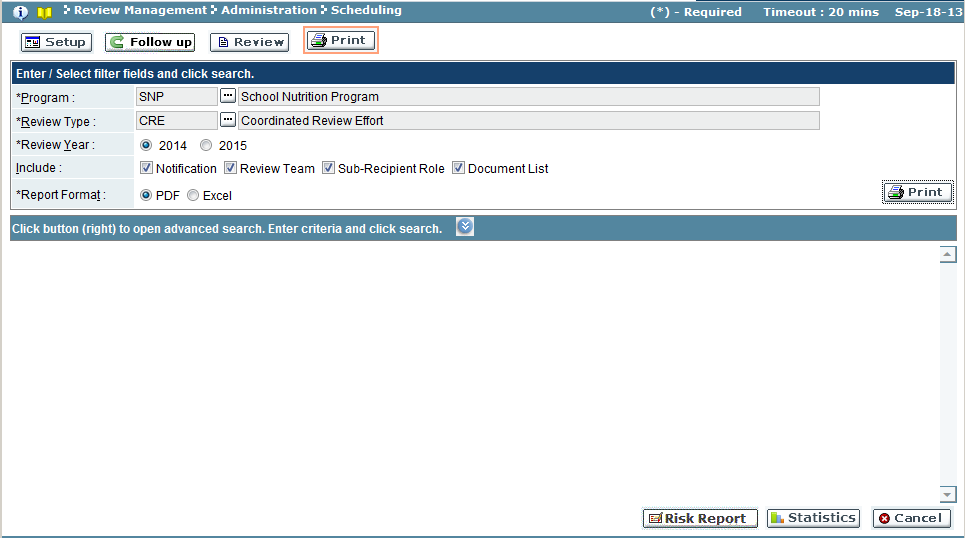 Review Management Administration Scheduling (*) - Required Timeout : 20 mins Sep-18-13
Setup Follow up Review Print
Enter / Select filter fields and click search.
*Program : SNP School Nutrition Program
*Review Type : CRE Coordinated Review Effort
*Review Year : 2014 2015
Include : Notification Review Team Sub-Recipient Role Document List
*Report Format : PDF Excel Print
Click button (right) to open advanced search. Enter criteria and click search.
Risk Report Statistics Cancel